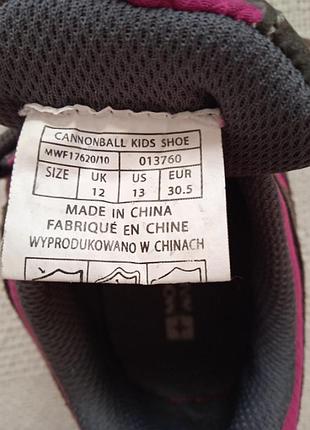 CANNONBALL KIDS SHOE
MWF17620/10 013760
SIZE UK US EUR
12 13 30.5
MADE IN CHINA
FABRIQUÉ EN CHINE
WYPRODUKOWANO W CHINACH